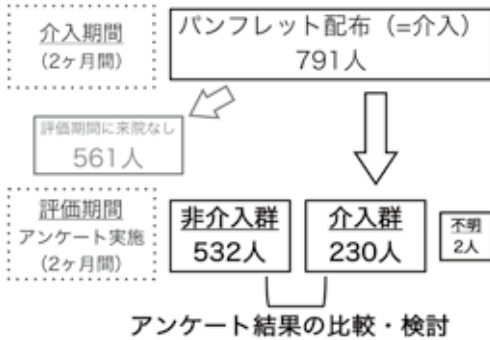 介入期間
(2ヶ月間)
パンフレット配布（=介入）
791人
評価期間に来院なし
561人
評価期間
アンケート実施
(2ヶ月間)
非介入群
532人
介入群
230人
不明
2人
アンケート結果の比較・検討